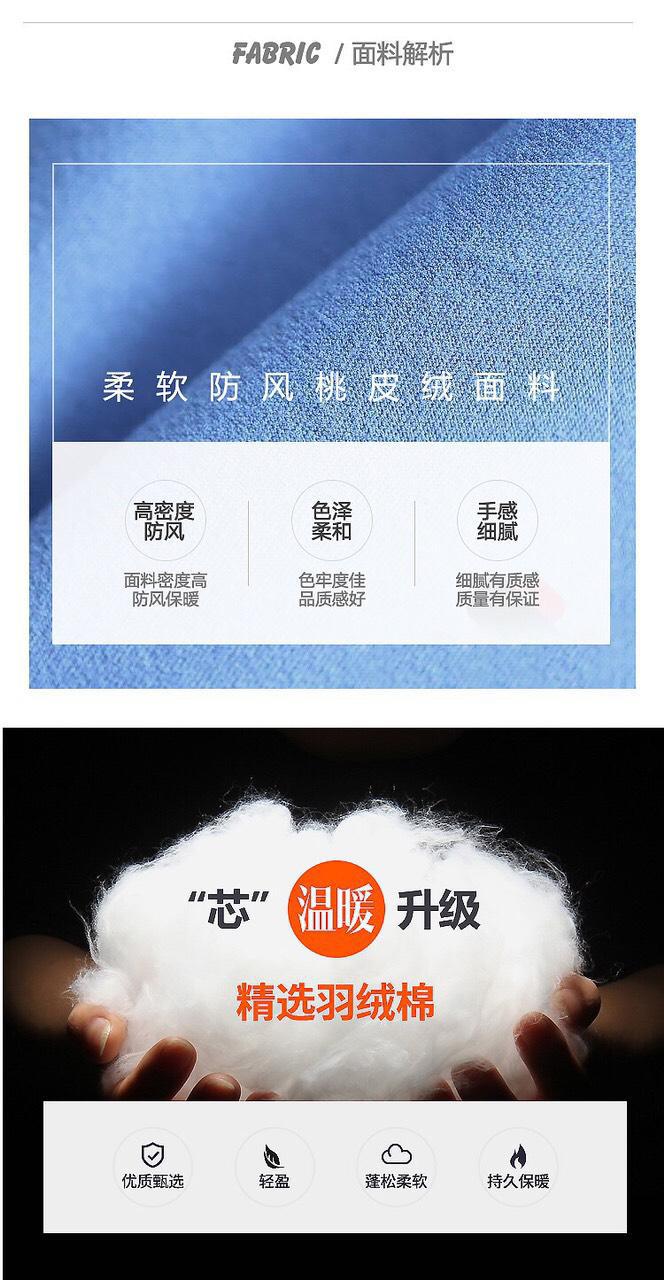 FABRIC / 面料解析
柔软防风桃皮绒面料
高密度
防风
面料密度高
防风保暖
色泽
柔和
色牢度佳
品质感好
手感
细腻
细腻有质感
质量有保证
“芯” 温暖 升级
精选羽绒棉
优质甄选
轻盈
蓬松柔软
持久保暖